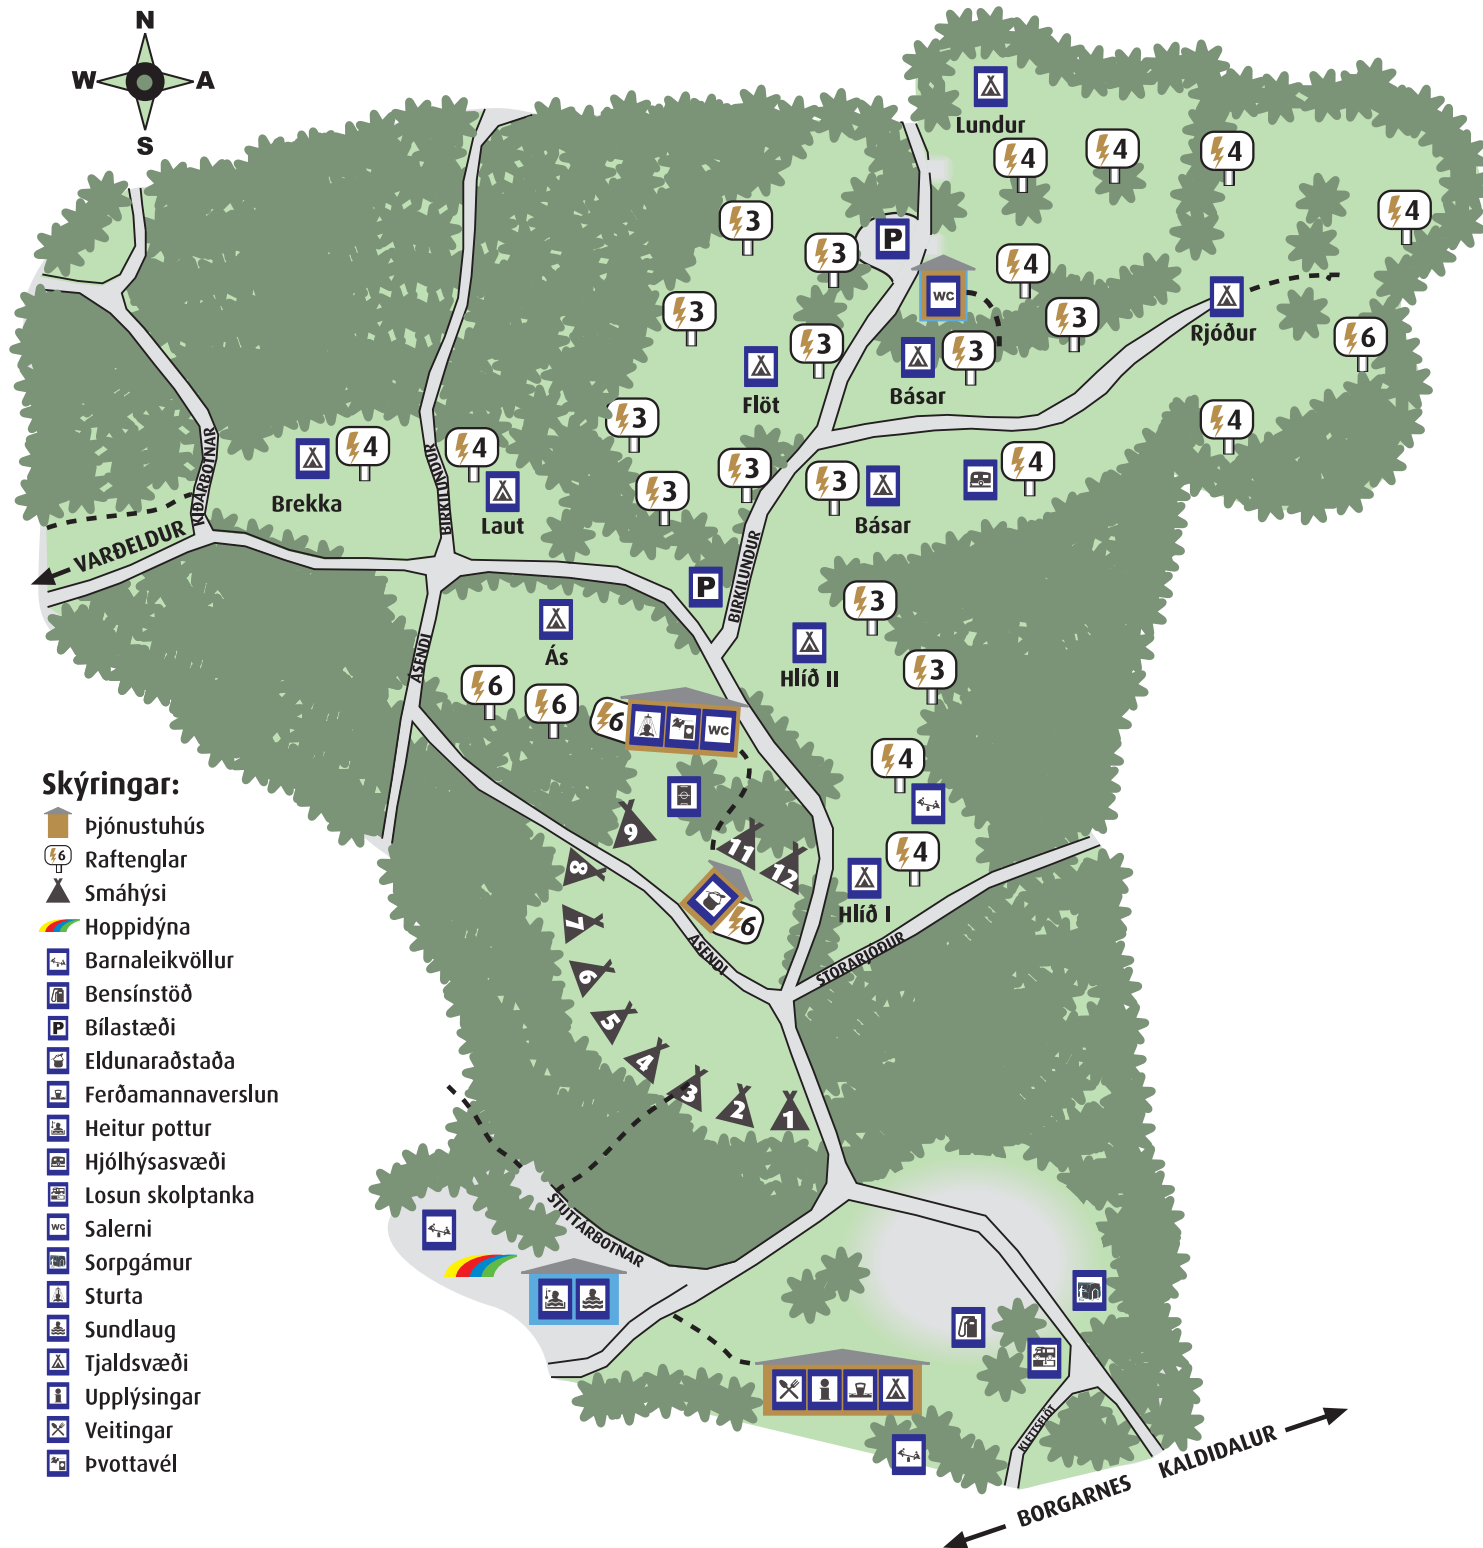 N
W A
S
Lundur
4
4
4
4
3
3
P
4
WC
3
3
3
3
3
Rjóður
6
Básar
Flöt
4
3
4
4
3
3
4
3
Brekka
Laut
Básar
KIÐÁRBOTNAR
BIRKILUNDUR
VARÐELDUR
P
BIRKILUNDUR
3
Ás
ÁSENDI
Hlíð II
3
6
6
6
WC
4
Skýringar:
Þjónustuhús
6 Raftenglar
Smáhýsi
Hoppidýna
Barnaleikvöllur
Bensínstöð
P Bílastæði
Eldunaraðstaða
Ferðamannaverslun
Heitur pottur
Hjólhýsasvæði
Losun skolptanka
WC Salerni
Sorpgámur
Sturta
Sundlaug
Tjaldsvæði
Upplýsingar
Veitingar
Þvottavél
9
8
11
12
4
Hlíð I
7
6
ÁSENDI
STÓRARJÓÐUR
6
5
4
3
2
1
STUTTARBOTNAR
KLETTSFLÖT
KALDIDALUR
BORGARNES